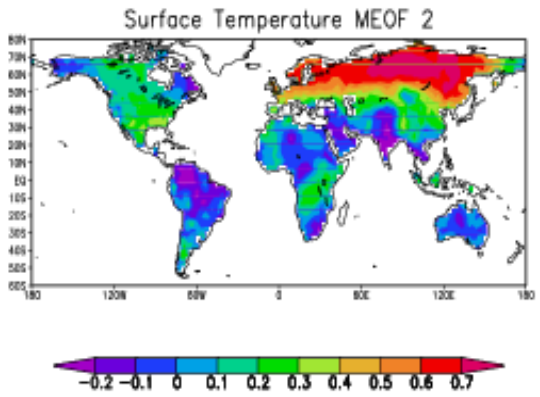 Surface Temperature MEOF 2
80N
70N
60N
50N
40N
30N
20N
10N
EQ
10S
20S
30S
40S
50S
60S
180 120W 60W 0 60E 120E 180
-0.2 -0.1 0 0.1 0.2 0.3 0.4 0.5 0.6 0.7